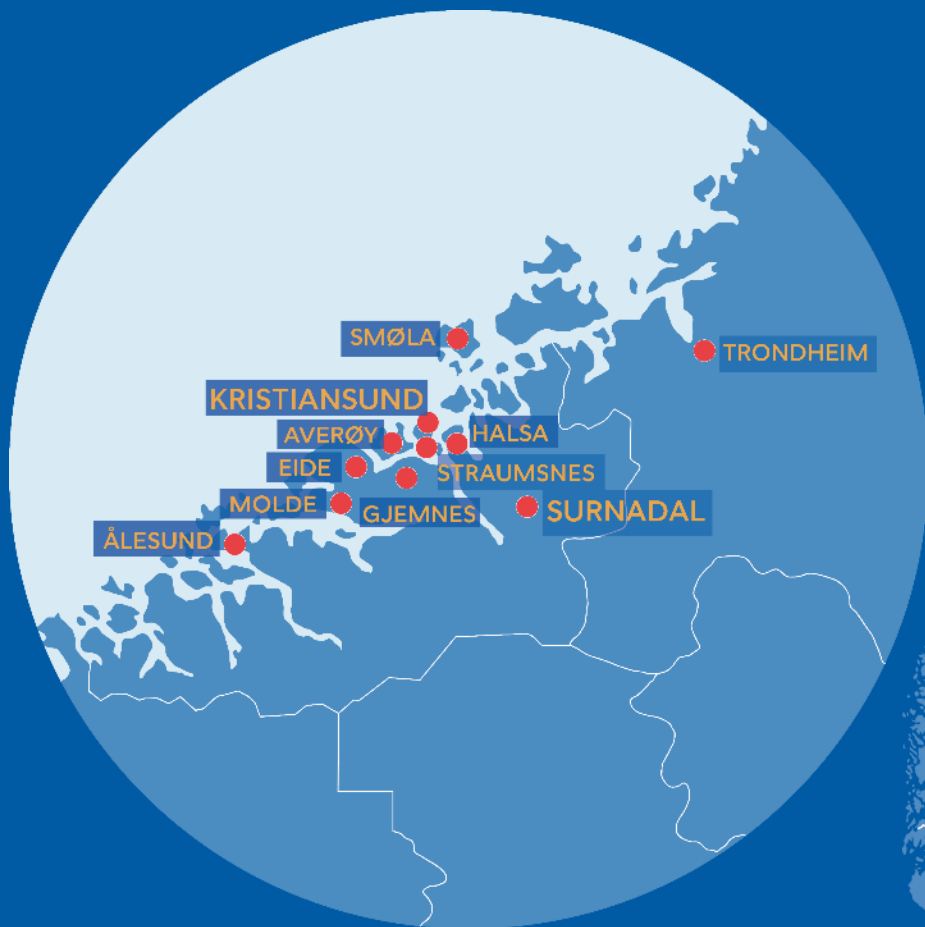 SMØLA
TRONDHEIM
KRISTIANSUND
AVERØY
HALSA
EIDE
STRAUMSNES
MOLDE
GJEMNES
SURNADAL
ÅLESUND